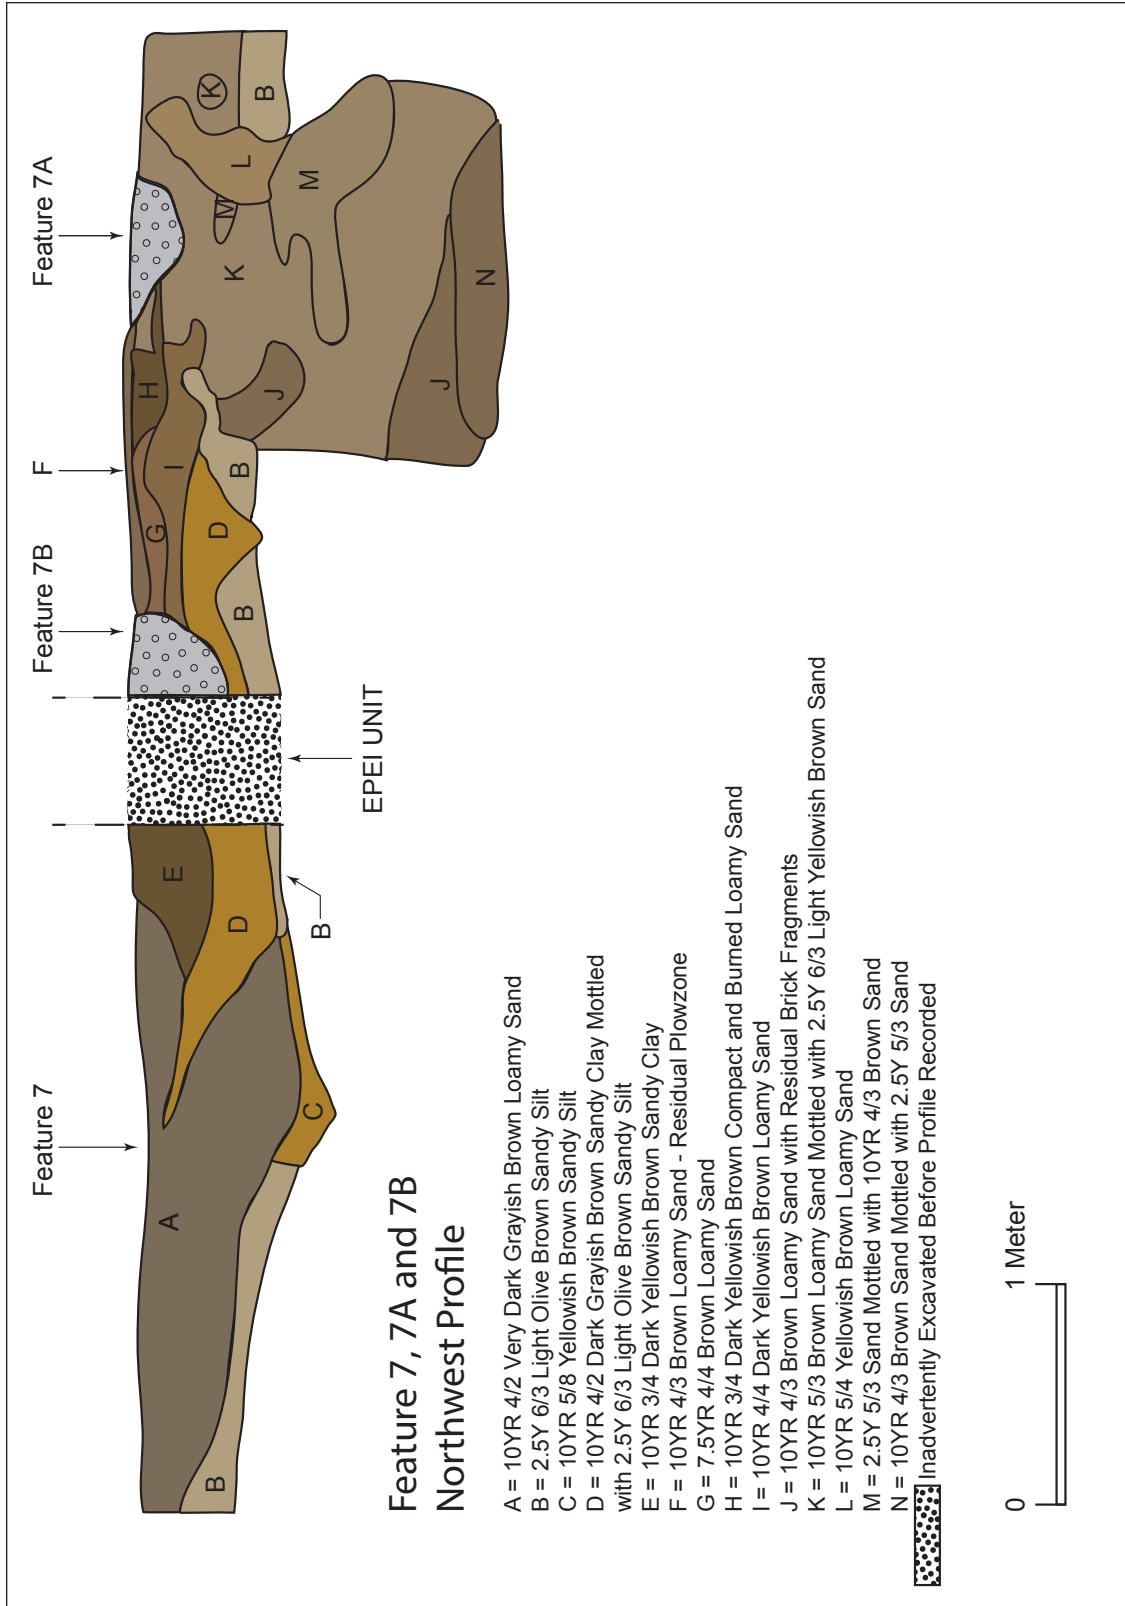 Feature 7
Feature 7B
F
Feature 7A
A
B
C
D
E
B
EPEI UNIT
B
D
B
G
I
H
J
K
M
L
K
B
M
J
N
Feature 7, 7A and 7B
Northwest Profile
A = 10YR 4/2 Very Dark Grayish Brown Loamy Sand
B = 2.5Y 6/3 Light Olive Brown Sandy Silt
C = 10YR 5/8 Yellowish Brown Sandy Silt
D = 10YR 4/2 Dark Grayish Brown Sandy Clay Mottled
with 2.5Y 6/3 Light Olive Brown Sandy Silt
E = 10YR 3/4 Dark Yellowish Brown Sandy Clay
F = 10YR 4/3 Brown Loamy Sand - Residual Plowzone
G = 7.5YR 4/4 Brown Loamy Sand
H = 10YR 3/4 Dark Yellowish Brown Compact and Burned Loamy Sand
I = 10YR 4/4 Dark Yellowish Brown Loamy Sand
J = 10YR 4/3 Brown Loamy Sand with Residual Brick Fragments
K = 10YR 5/3 Brown Loamy Sand Mottled with 2.5Y 6/3 Light Yellowish Brown Sand
L = 10YR 5/4 Yellowish Brown Loamy Sand
M = 2.5Y 5/3 Sand Mottled with 10YR 4/3 Brown Sand
N = 10YR 4/3 Brown Sand Mottled with 2.5Y 5/3 Sand
Inadvertently Excavated Before Profile Recorded
0
1 Meter